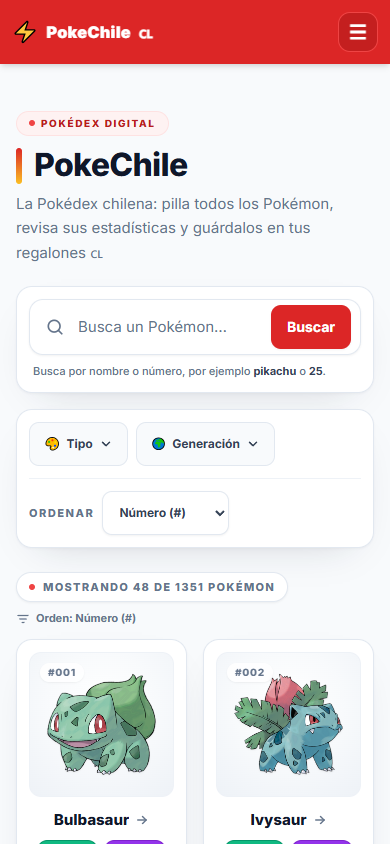 ⚡ PokeChile CL
POKÉDEX DIGITAL
PokeChile
La Pokédex chilena: pilla todos los Pokémon,
revisa sus estadísticas y guárdalos en tus
regalones CL
Busca un Pokémon...
Buscar
Busca por nombre o número, por ejemplo pikachu o 25.
Tipo
Generación
ORDENAR
Número (#)
MOSTRANDO 48 DE 1351 POKÉMON
Orden: Número (#)
#001
#002
Bulbasaur →
Ivysaur →